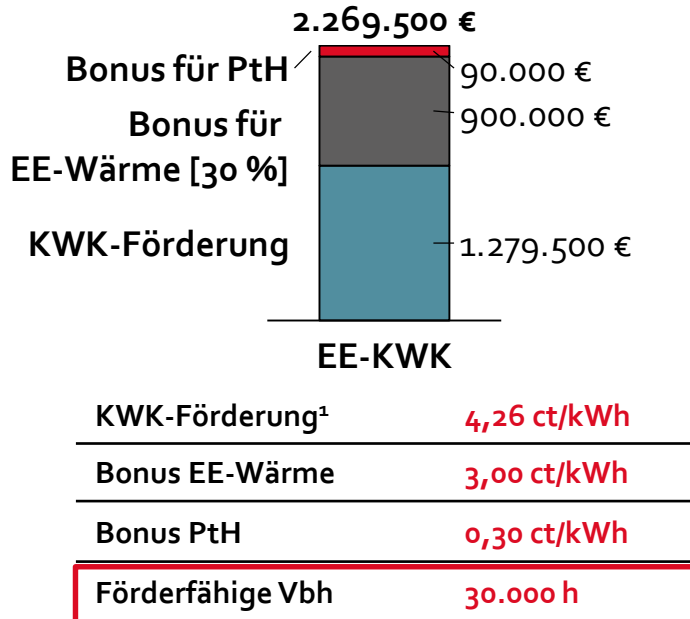 2.269.500 €
Bonus für PtH
90.000 €
Bonus für
EE-Wärme [30 %]
900.000 €
KWK-Förderung
1.279.500 €
EE-KWK
KWK-Förderung¹ 4,26 ct/kWh
Bonus EE-Wärme 3,00 ct/kWh
Bonus PtH 0,30 ct/kWh
Förderfähige Vbh 30.000 h